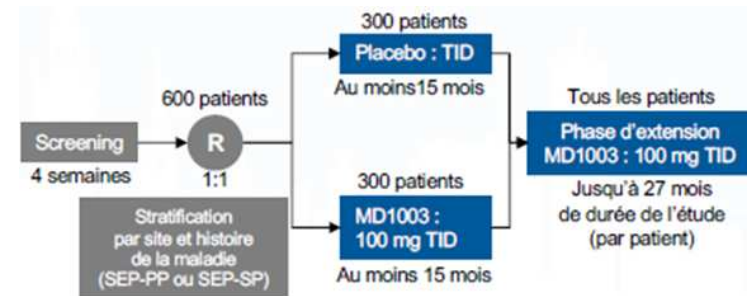 Screening
4 semaines
600 patients
R
1:1
Stratification
par site et histoire
de la maladie
(SEP-PP ou SEP-SP)
300 patients
Placebo : TID
Au moins15 mois
300 patients
MD1003 :
100 mg TID
Au moins 15 mois
Tous les patients
Phase d'extension
MD1003 : 100 mg TID
Jusqu'à 27 mois
de durée de l'étude
(par patient)